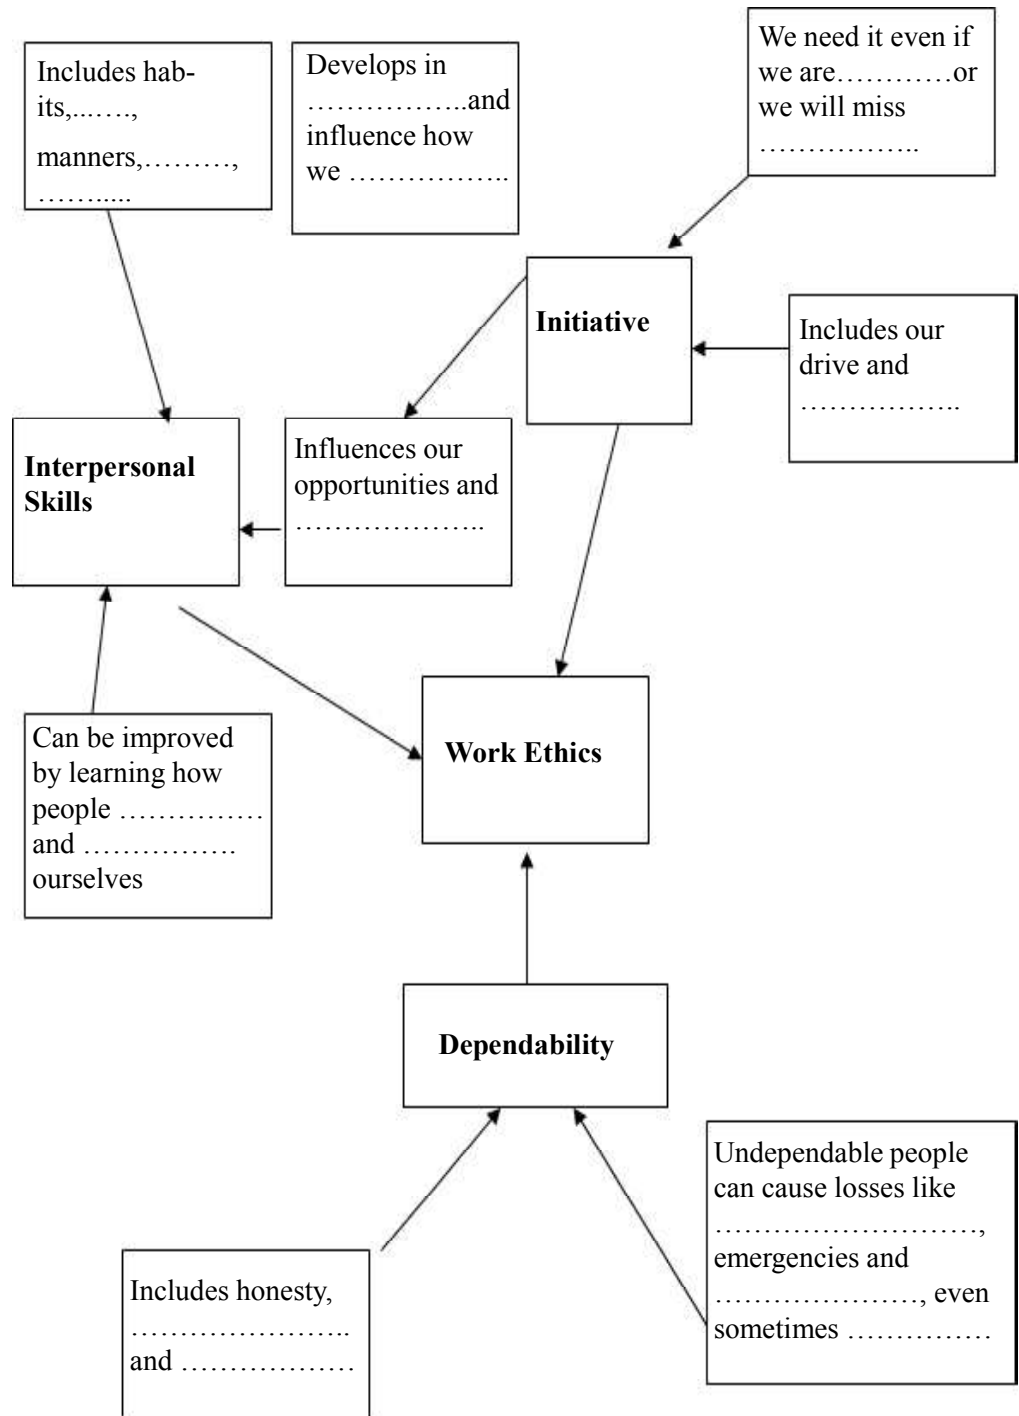 Includes hab-
its,...….,
manners,………,
…….....
Develops in
……………..and
influence how
we ……………..
We need it even if
we are…………or
we will miss
……………..
Initiative
Includes our
drive and
……………..
Interpersonal
Skills
Influences our
opportunities and
………………..
Can be improved
by learning how
people ……………
and …………….
ourselves
Work Ethics
Dependability
Includes honesty,
…………………..
and ………………
Undependable people
can cause losses like
………………………,
emergencies and
…………………, even
sometimes ……………